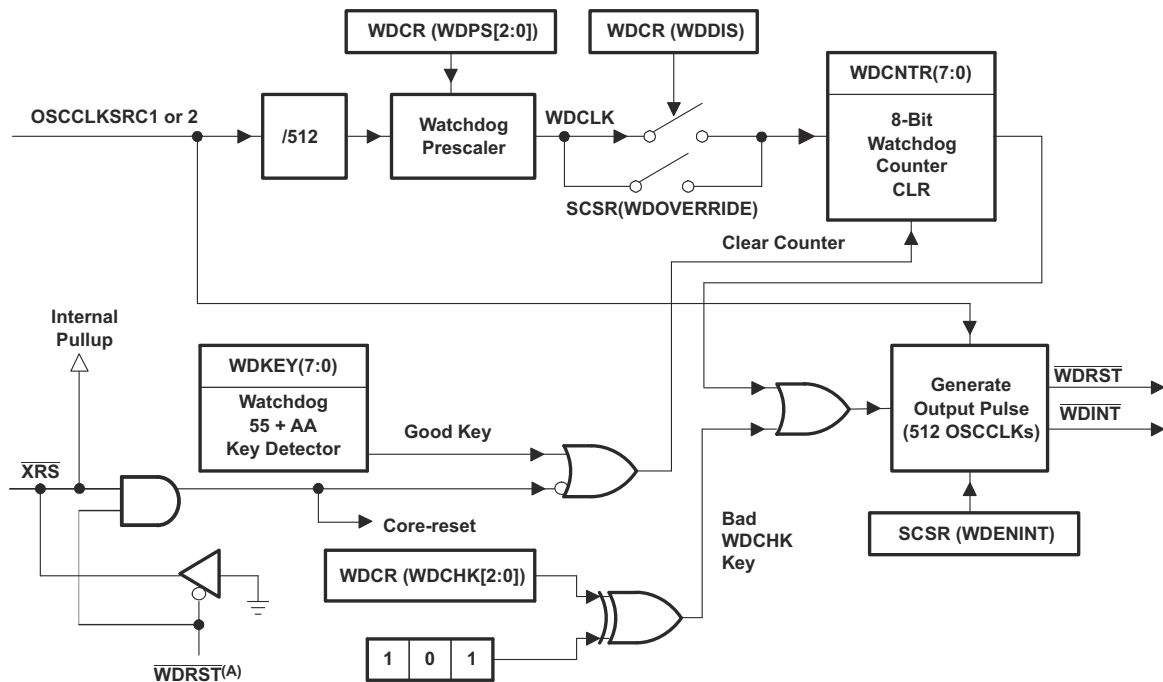 WDCR (WDPS[2:0])
WDCR (WDDIS)
WDCNTR(7:0)
OSCCLKSRC1 or 2
/512
Watchdog
Prescaler
WDCLK
8-Bit
Watchdog
Counter
CLR
SCSR(WDOVERRIDE)
Clear Counter
Internal
Pullup
WDKEY(7:0)
Watchdog
55 + AA
Key Detector
Good Key
Generate
Output Pulse
(512 OSCCLKs)
WDRST
WDINT
XRS
Core-reset
Bad
WDCHK
Key
SCSR (WDENINT)
WDCR (WDCHK[2:0])
1 0 1
WDRST(A)